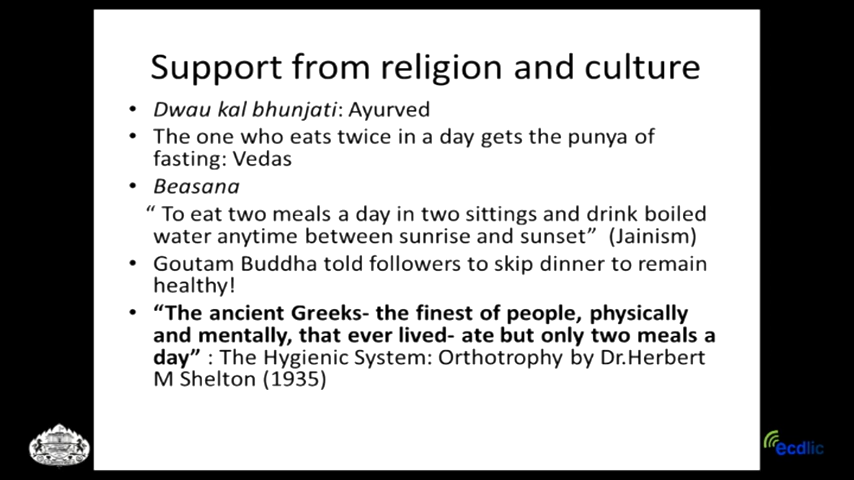 Support from religion and culture
• Dwau kal bhunjati: Ayurved
• The one who eats twice in a day gets the punya of
fasting: Vedas
• Beasana
“ To eat two meals a day in two sittings and drink boiled
water anytime between sunrise and sunset” (Jainism)
• Goutam Buddha told followers to skip dinner to remain
healthy!
• “The ancient Greeks- the finest of people, physically
and mentally, that ever lived- ate but only two meals a
day” : The Hygienic System: Orthotrophy by Dr.Herbert
M Shelton (1935)
ecdlic